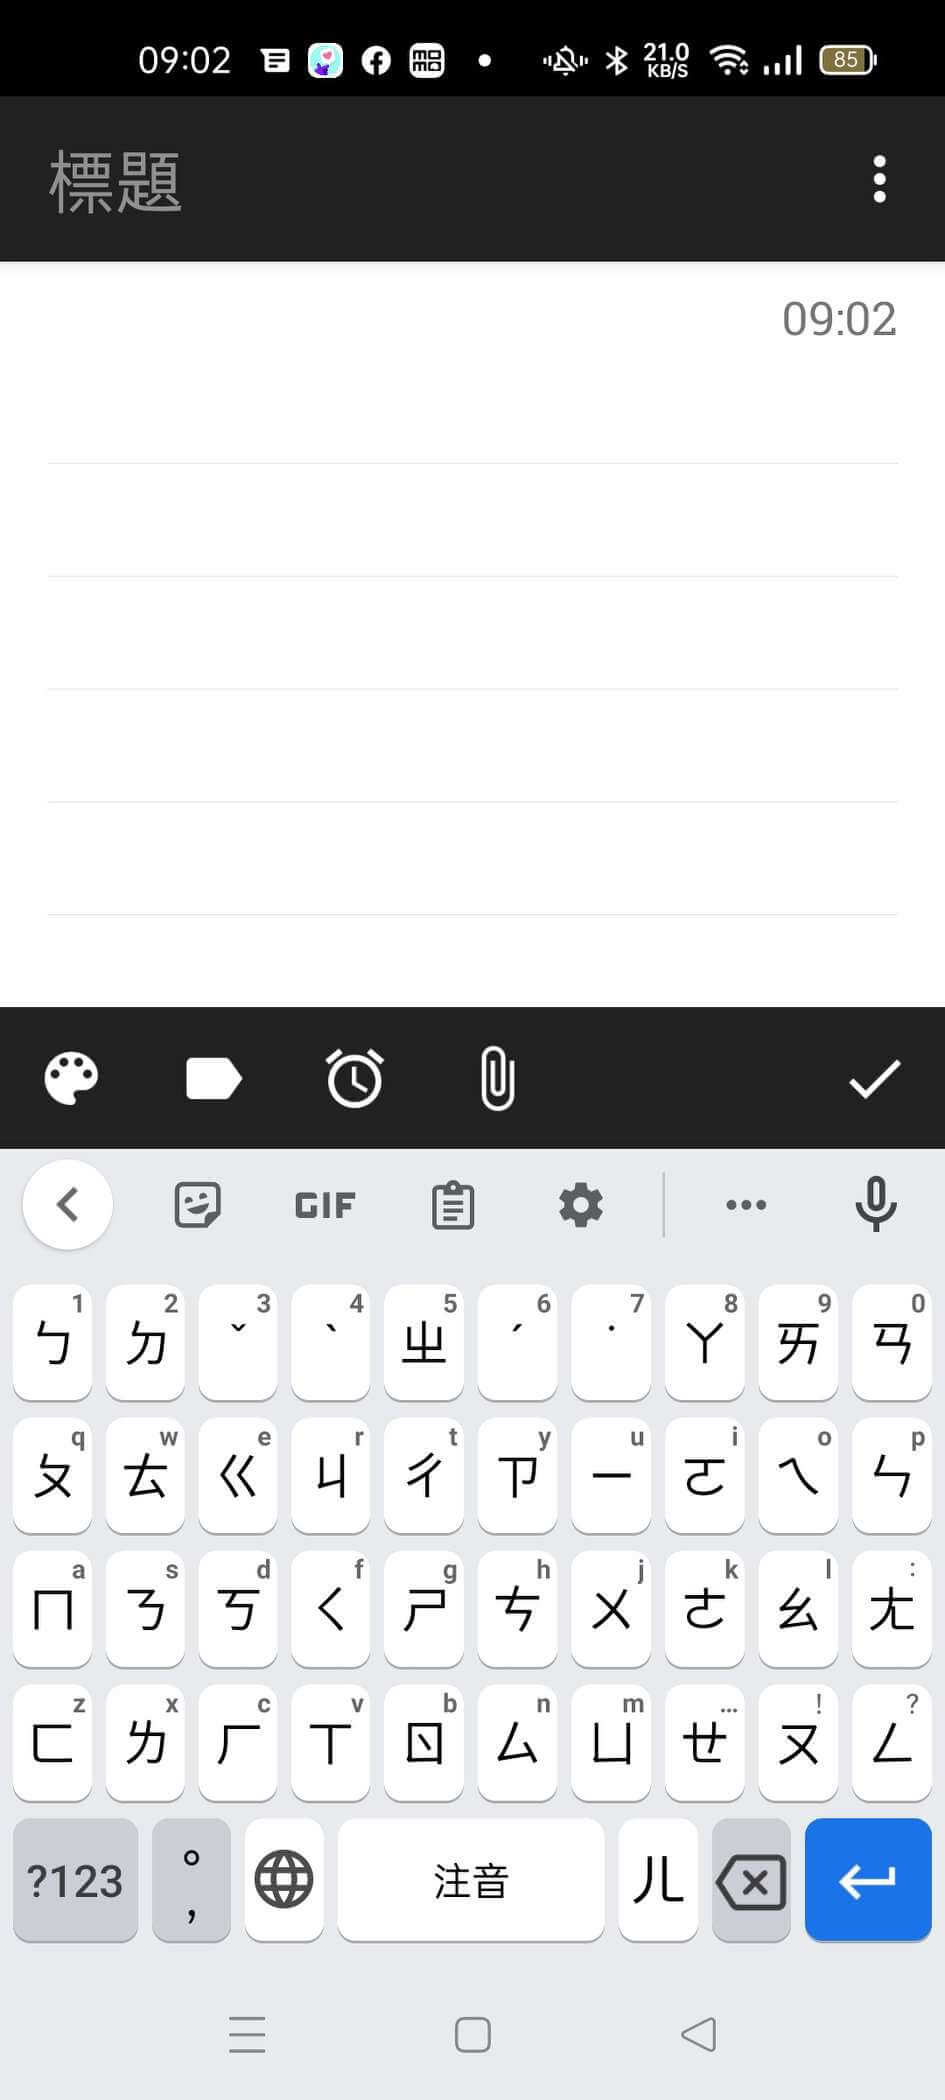 09:02 21.0 KB/S 85
標題
09:02
GIF
1 2 3 4 5 6 7 8 9 0
ㄅ ㄉ ˇ ˋ ㄓ ˊ ˙ ㄚ ㄞ ㄢ
q w e r t y u i o p
ㄆ ㄊ ㄍ ㄐ ㄔ ㄗ ㄧ ㄛ ㄟ ㄣ
a s d f g h j k l :
ㄇ ㄋ ㄎ ㄑ ㄕ ㄘ ㄨ ㄜ ㄠ ㄤ
z x c v b n m … ! ?
ㄈ ㄌ ㄏ ㄒ ㄖ ㄙ ㄩ ㄝ ㄡ ㄥ
?123 。 , 注音 ㄦ